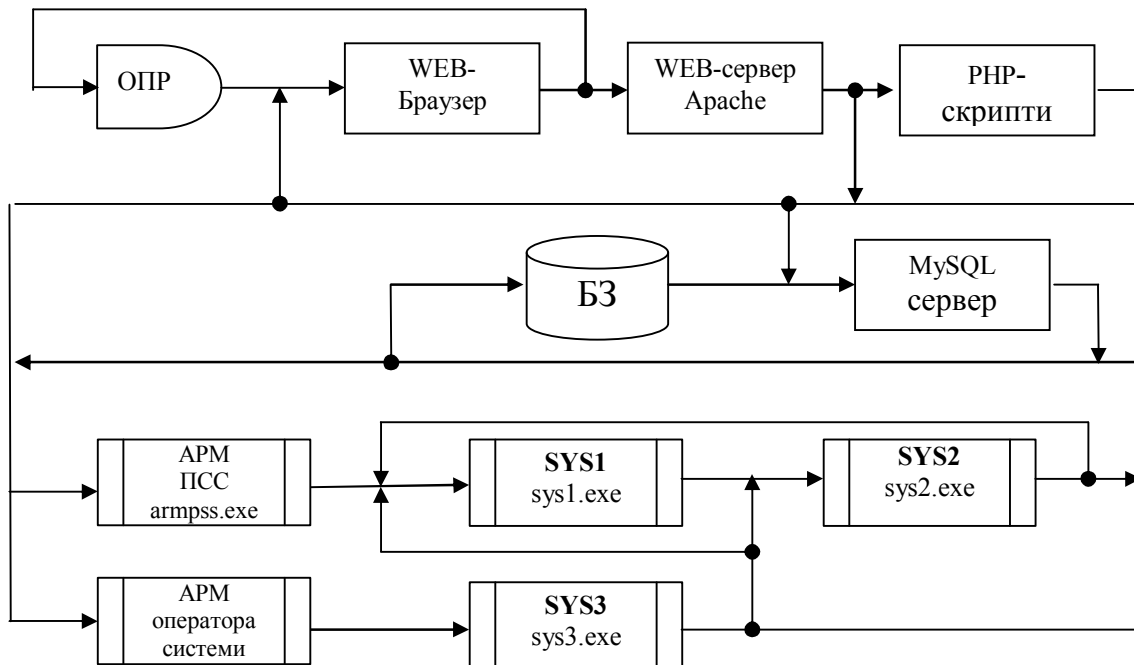 ОПР
WEB-
Браузер
WEB-сервер
Apache
PHP-
скрипти
БЗ
MySQL
сервер
АРМ
ПСС
armpss.exe
SYS1
sys1.exe
SYS2
sys2.exe
АРМ
оператора
системи
SYS3
sys3.exe